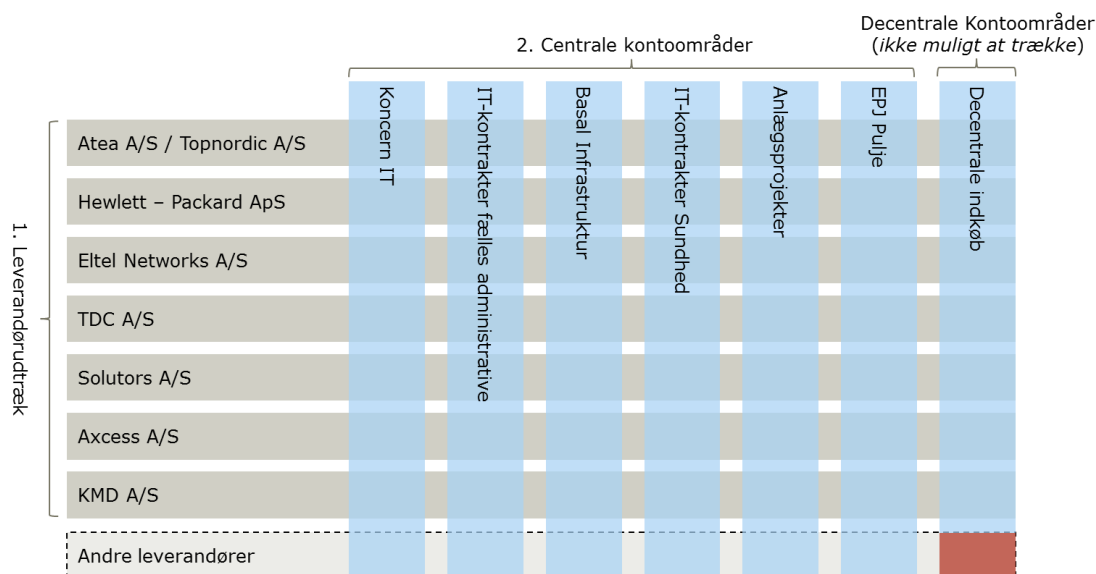 Decentrale Kontoområder
(ikke muligt at trække)
2. Centrale kontoområder
Koncern IT
IT-kontrakter fælles administrative
Basal Infrastruktur
IT-kontrakter Sundhed
Anlægsprojekter
EPJ Pulje
Decentrale indkøb
1. Leverandørudtræk
Atea A/S / Topnordic A/S
Hewlett – Packard ApS
Eltel Networks A/S
TDC A/S
Solutors A/S
Axcess A/S
KMD A/S
Andre leverandører